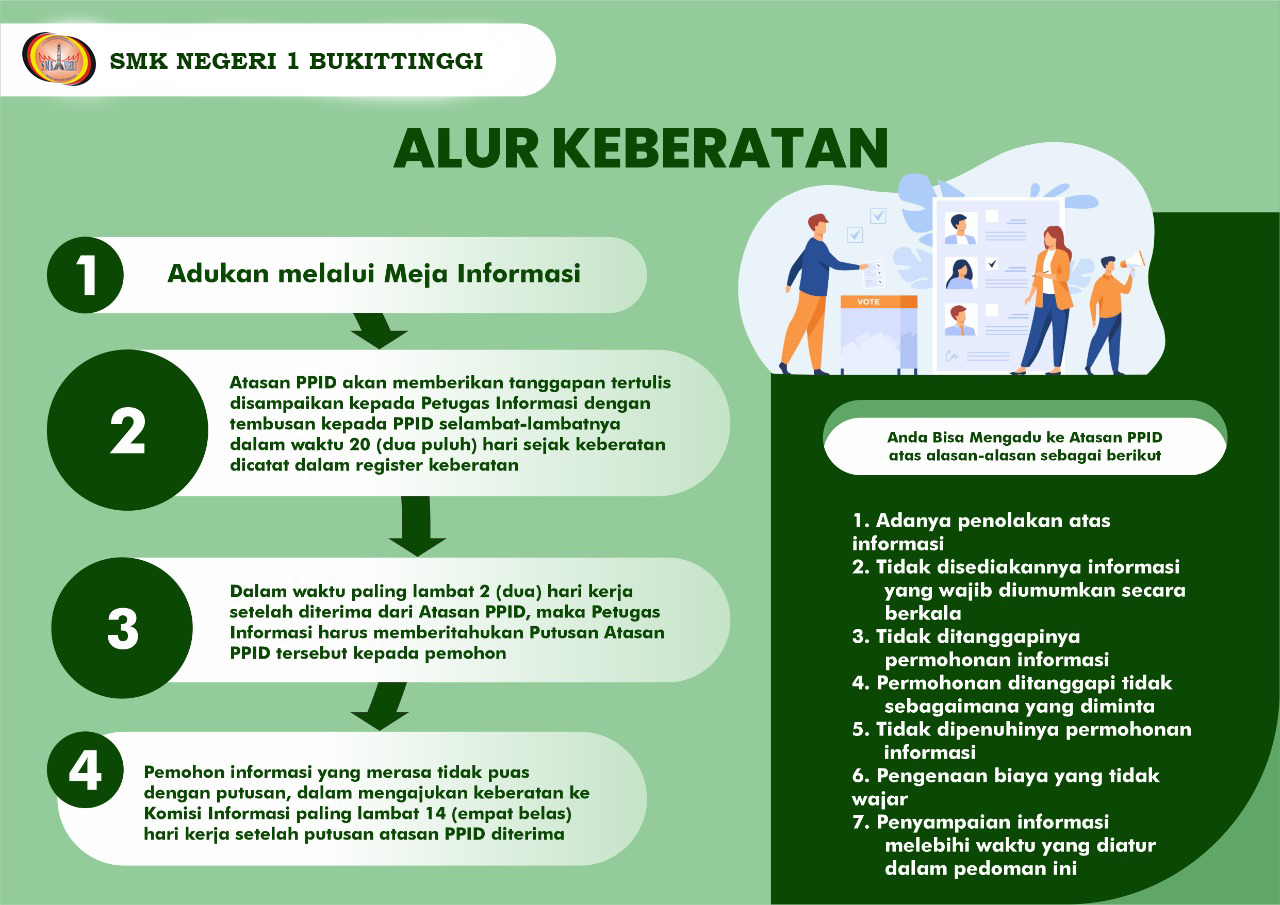 SMK NEGERI
SMK NEGERI 1 BUKITTINGGI
ALUR KEBERATAN
1
Adukan melalui Meja Informasi
2
Atasan PPID akan memberikan tanggapan tertulis
disampaikan kepada Petugas Informasi dengan
tembusan kepada PPID selambat-lambatnya
dalam waktu 20 (dua puluh) hari sejak keberatan
dicatat dalam register keberatan
3
Dalam waktu paling lambat 2 (dua) hari kerja
setelah diterima dari Atasan PPID, maka Petugas
Informasi harus memberitahukan Putusan Atasan
PPID tersebut kepada pemohon
4
Pemohon informasi yang merasa tidak puas
dengan putusan, dalam mengajukan keberatan ke
Komisi Informasi paling lambat 14 (empat belas)
hari kerja setelah putusan atasan PPID diterima
VOTE
Anda Bisa Mengadu ke Atasan PPID
atas alasan-alasan sebagai berikut
1. Adanya penolakan atas
informasi
2. Tidak disediakannya informasi
yang wajib diumumkan secara
berkala
3. Tidak ditanggapinya
permohonan informasi
4. Permohonan ditanggapi tidak
sebagaimana yang diminta
5. Tidak dipenuhinya permohonan
informasi
6. Pengenaan biaya yang tidak
wajar
7. Penyampaian informasi
melebihi waktu yang diatur
dalam pedoman ini